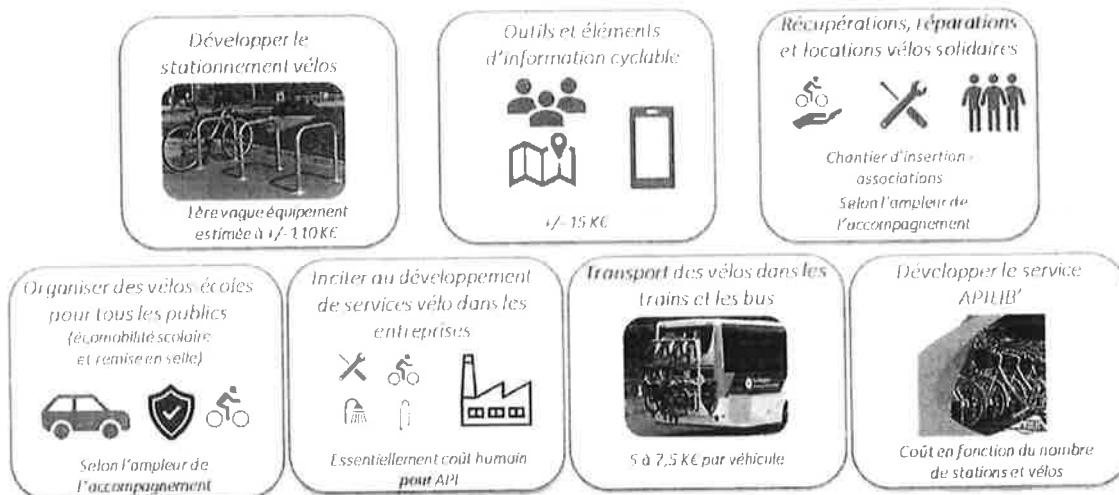 Développer le
stationnement vélos
1ère vague équipement
estimée à +/- 110 K€
Outils et éléments
d'information cyclable
+/- 15 K€
Récupérations, réparations
et locations vélos solidaires
Chantier d'insertion -
associations
Selon l'ampleur de
l'accompagnement
Organiser des vélos-écoles
pour tous les publics
(écomobilité scolaire
et remise en selle)
Selon l'ampleur de
l'accompagnement
Inciter au développement
de services vélo dans les
entreprises
Essentiellement coût humain
pour API
Transport des vélos dans les
trains et les bus
5 à 7,5 K€ par véhicule
Développer le service
APILIB'
Coût en fonction du nombre
de stations et vélos